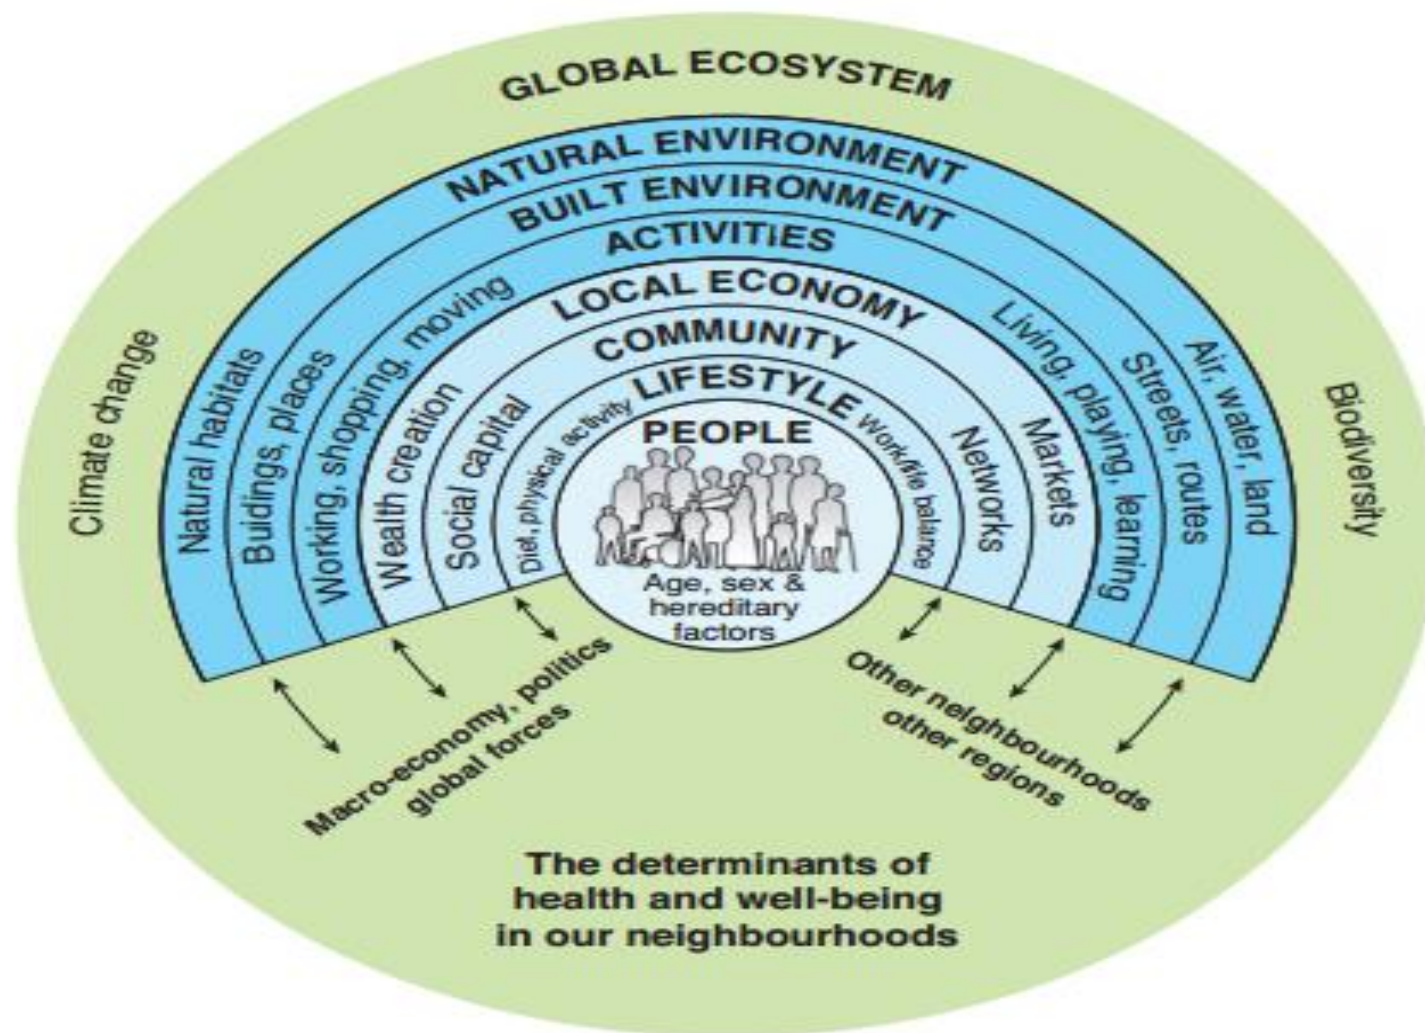 GLOBAL ECOSYSTEM
NATURAL ENVIRONMENT
BUILT ENVIRONMENT
ACTIVITIES
LOCAL ECONOMY
COMMUNITY
LIFESTYLE
PEOPLE
Age, sex &
hereditary
factors
Climate change
Natural habitats
Buidings, places
Working, shopping, moving
Wealth creation
Social capital
Diet, physical activity
Work/life balance
Networks
Markets
Living, playing, learning
Streets, routes
Air, water, land
Biodiversity
Macro-economy, politics
global forces
Other neighbourhoods
other regions
The determinants of
health and well-being
in our neighbourhoods